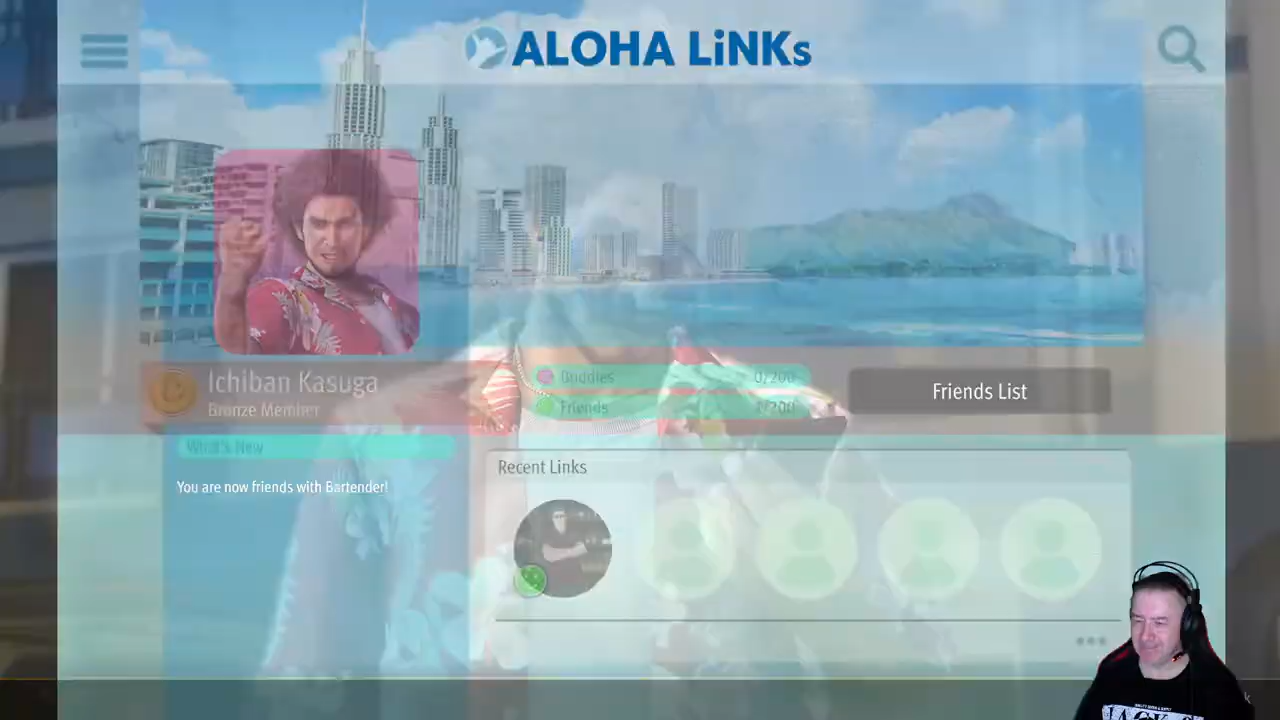 ALOHA LiNKs
Ichiban Kasuga
Bronze Member
Buddies 0/200
Friends 1/200
Friends List
What's New
You are now friends with Bartender!
Recent Links